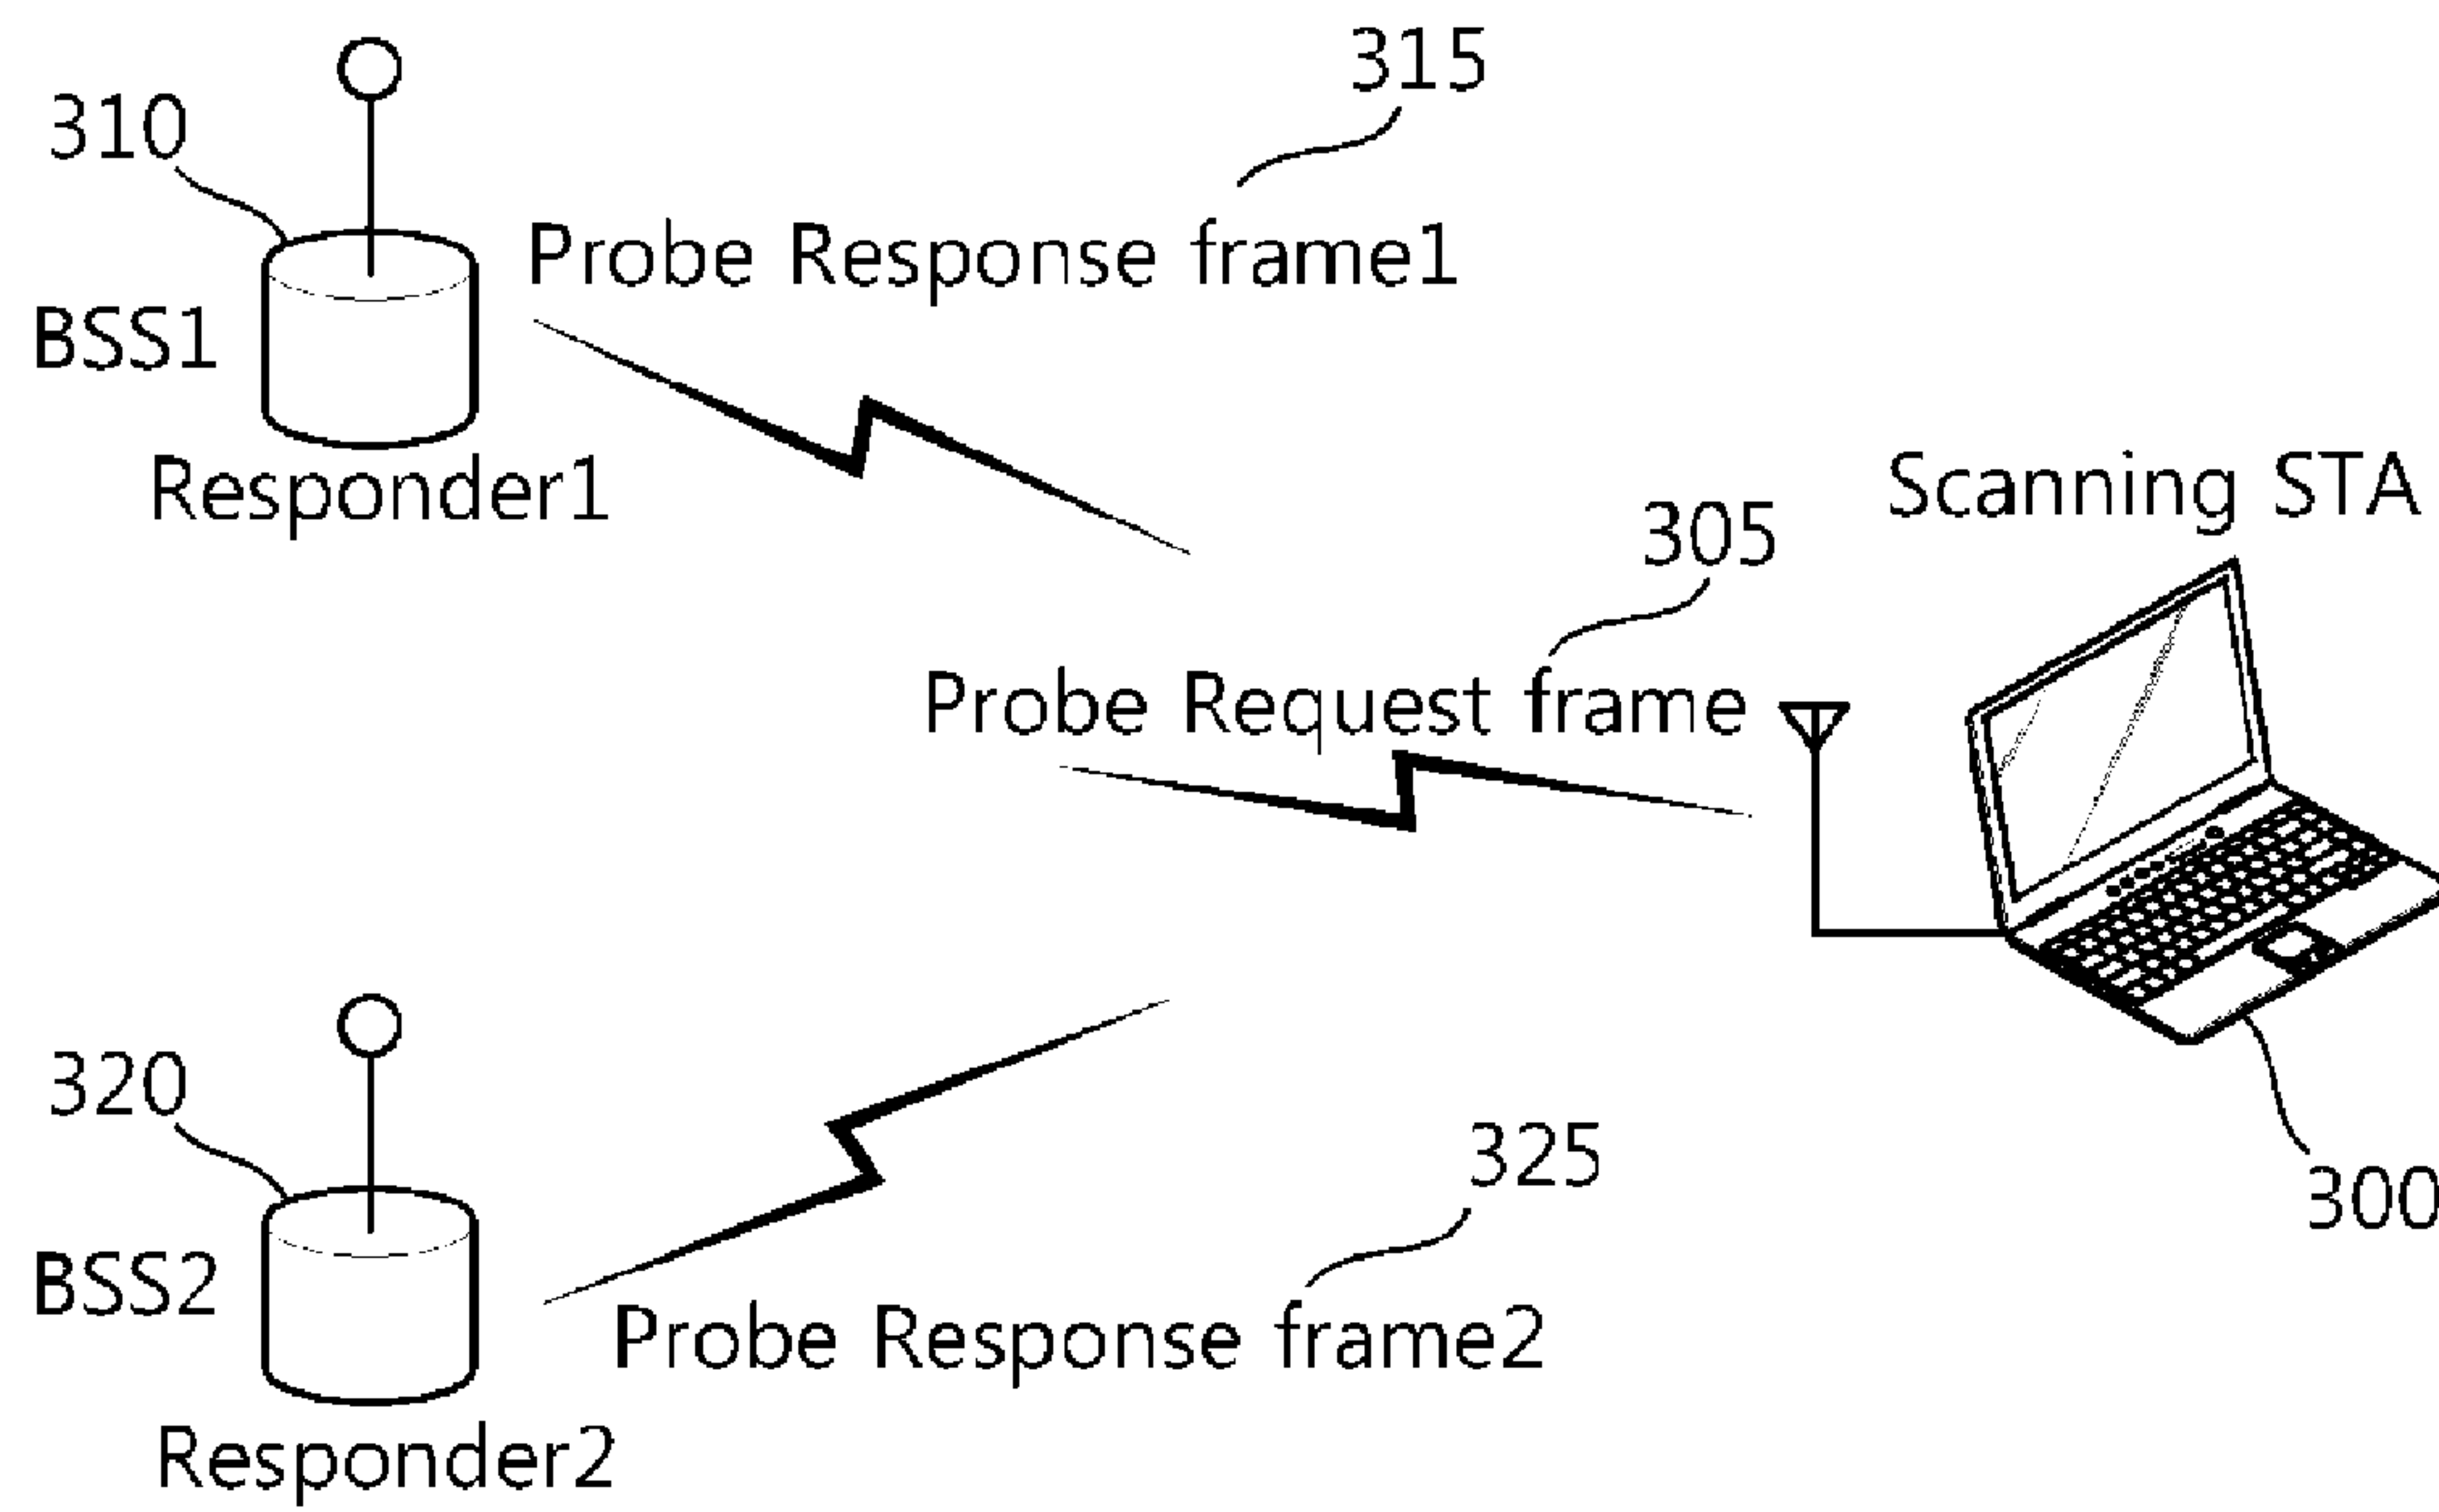 315
310
Probe Response frame1
BSS1
Responder1
Scanning STA
305
Probe Request frame
320
325
300
BSS2
Probe Response frame2
Responder2